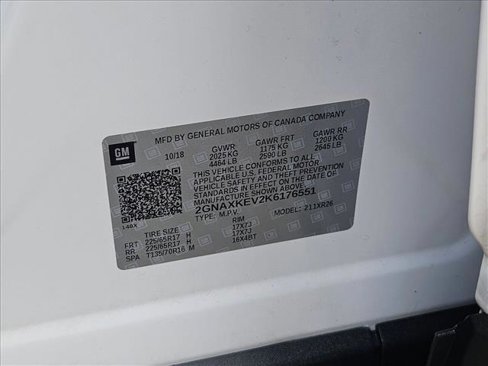 MFD BY GENERAL MOTORS OF CANADA COMPANY
GM
10/18 GVWR GAWR FRT GAWR RR
2025 KG 1175 KG 1200 KG
4464 LB 2590 LB 2645 LB
THIS VEHICLE CONFORMS TO ALL
APPLICABLE U.S. FEDERAL MOTOR
VEHICLE SAFETY, BUMPER, AND THEFT
PREVENTION STANDARDS IN EFFECT
ON THE DATE OF MANUFACTURE SHOWN ABOVE.
2GNAXKEV2K6176551
TYPE: M.P.V. MODEL: 211XR26
TIRE SIZE RIM
FRT 225/65R17 H 17X7J
RR 225/65R17 H 17X7J
SPA T135/70R16 M 16X4BT